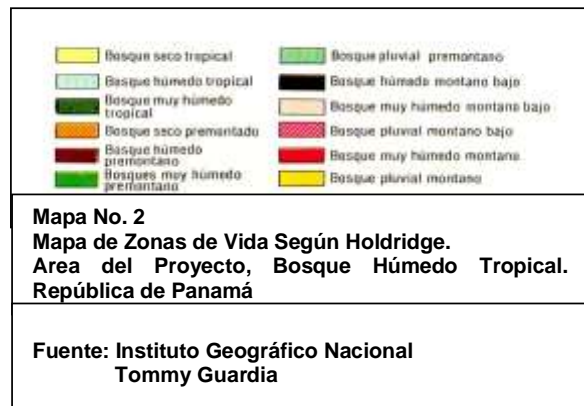 Bosque seco tropical
Bosque húmedo tropical
Bosque muy húmedo
tropical
Bosque seco premontado
Bosque húmedo
premontano
Bosques muy húmedo
premontano
Bosque pluvial premontano
Bosque húmedo montano bajo
Bosque muy húmedo montano bajo
Bosque pluvial montano bajo
Bosque muy húmedo montano
Bosque pluvial montano
Mapa No. 2
Mapa de Zonas de Vida Según Holdridge.
Area del Proyecto, Bosque Húmedo Tropical.
República de Panamá
Fuente: Instituto Geográfico Nacional
Tommy Guardia